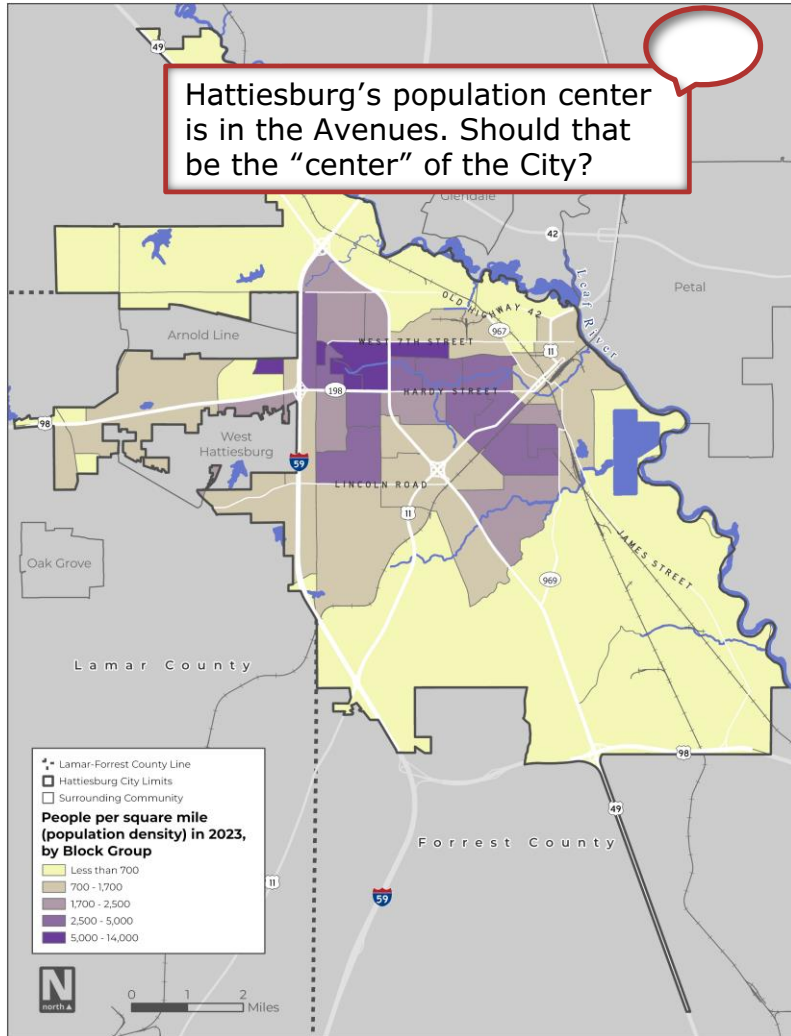 49
Hattiesburg’s population center
is in the Avenues. Should that
be the “center” of the City?
Glendale
42
Leaf River
Petal
OLD HIGHWAY 42
967
Arnold Line
WEST 7TH STREET
11
198
HARDY STREET
98
West
Hattiesburg
59
LINCOLN ROAD
11
JAMES STREET
Oak Grove
969
Lamar County
98
49
Forrest County
11
59
Lamar-Forrest County Line
Hattiesburg City Limits
Surrounding Community
People per square mile
(population density) in 2023,
by Block Group
Less than 700
700 - 1,700
1,700 - 2,500
2,500 - 5,000
5,000 - 14,000
N
north
0 1 2
Miles